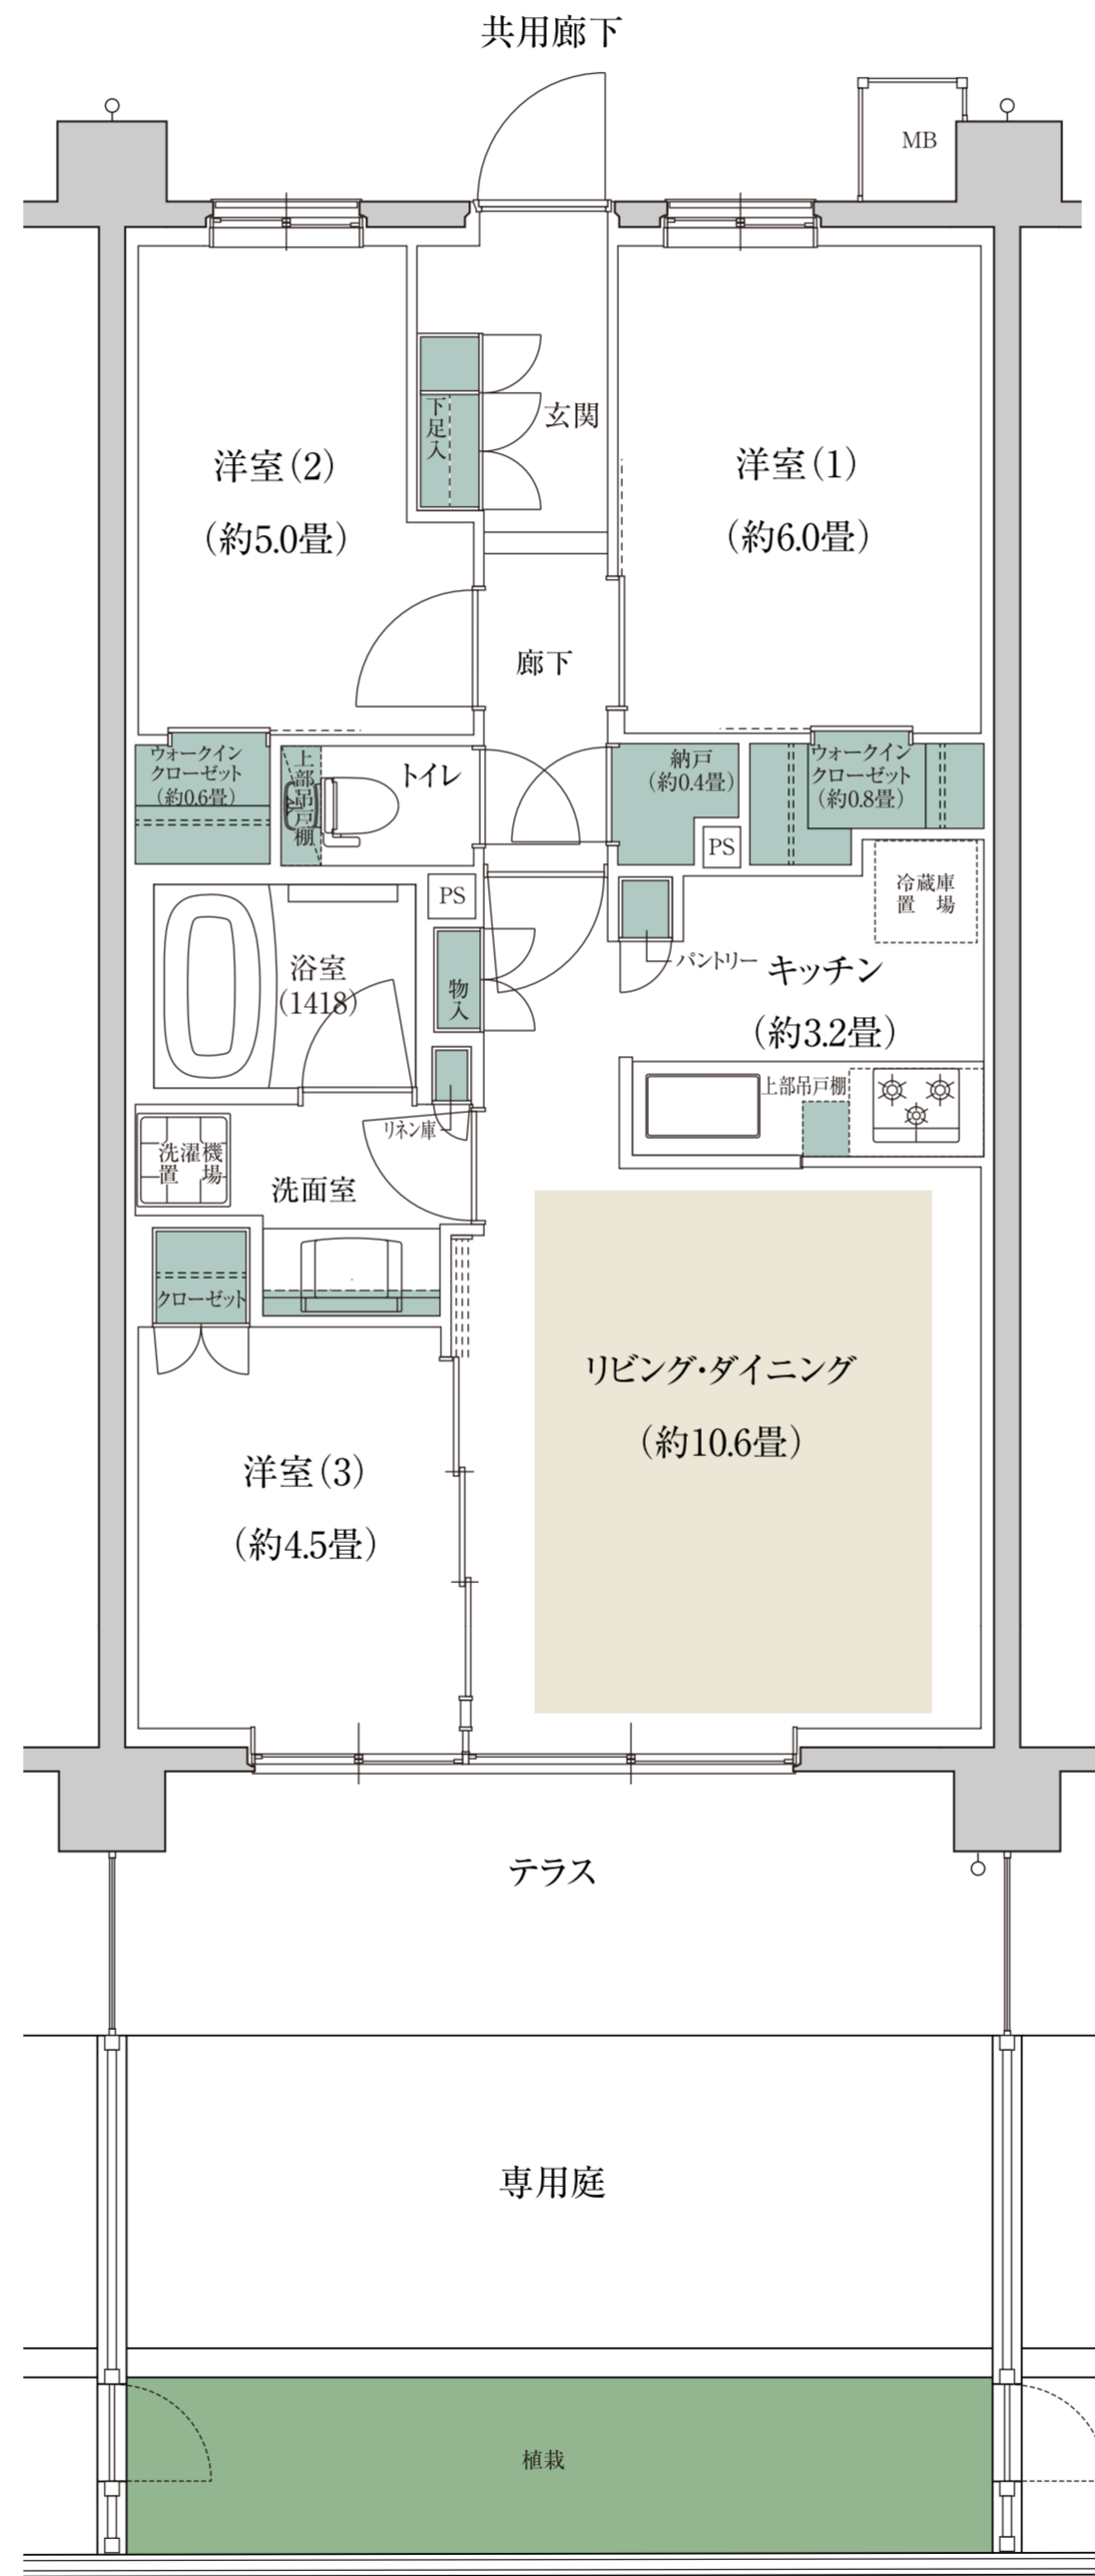 共用廊下
MB
下足入
玄関
洋室(2)
(約5.0畳)
洋室(1)
(約6.0畳)
廊下
ウォークイン
クローゼット
(約0.6畳)
上部吊戸棚
トイレ
納戸
(約0.4畳)
ウォークイン
クローゼット
(約0.8畳)
PS
PS
冷蔵庫
置場
浴室
(1418)
物入
パントリー
キッチン
(約3.2畳)
上部吊戸棚
リネン庫
洗濯機
置場
洗面室
クローゼット
リビング・ダイニング
(約10.6畳)
洋室(3)
(約4.5畳)
テラス
専用庭
植栽